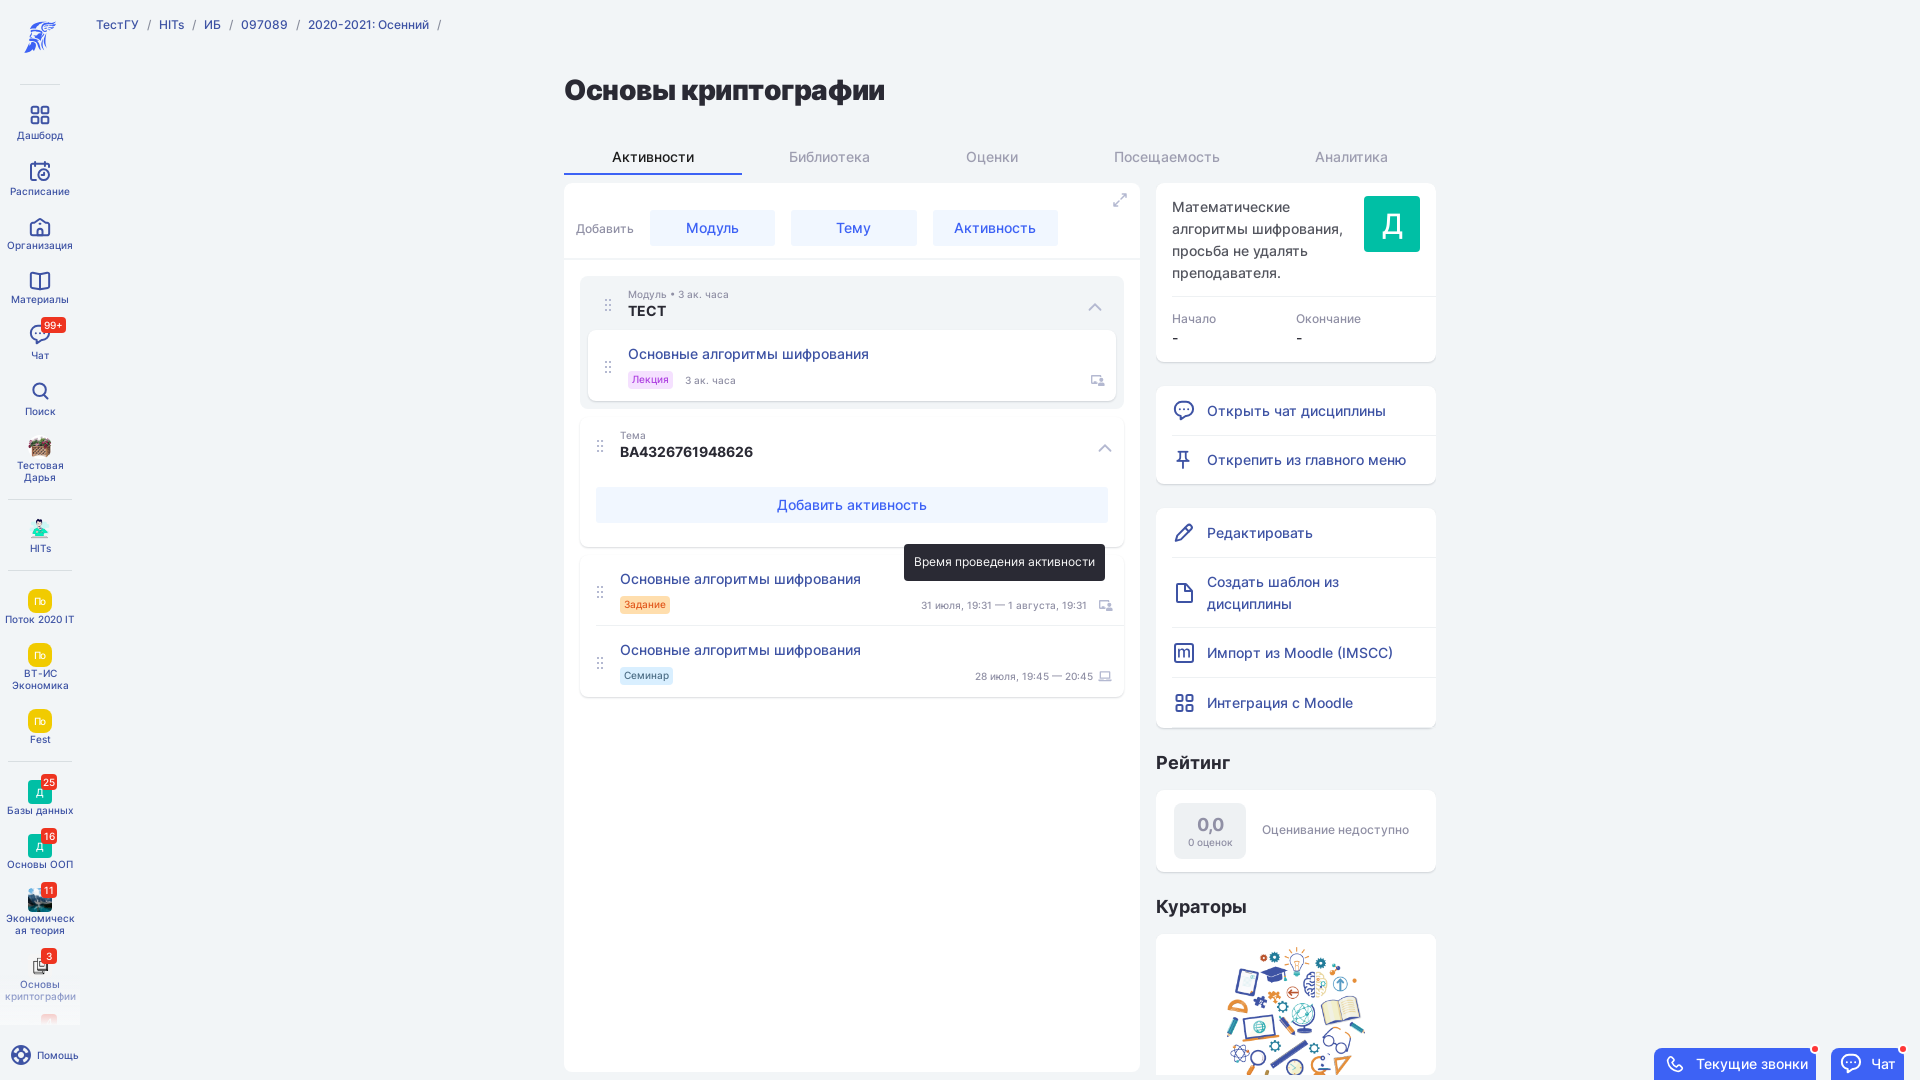 ТестГУ / HITs / ИБ / 097089 / 2020-2021: Осенний /
Дашборд
Расписание
Организация
Материалы
99+
Чат
Поиск
Тестовая
Дарья
HITs
По
Поток 2020 IT
По
ВТ-ИС
Экономика
По
Fest
25
Д
Базы данных
16
Д
Основы ООП
11
Экономическ
ая теория
3
Основы
криптографии
Помощь
Основы криптографии
Активности
Библиотека
Оценки
Посещаемость
Аналитика
Добавить
Модуль
Тему
Активность
Модуль • 3 ак. часа
ТЕСТ
Основные алгоритмы шифрования
Лекция
3 ак. часа
Тема
BA4326761948626
Добавить активность
Время проведения активности
Основные алгоритмы шифрования
Задание
31 июля, 19:31 — 1 августа, 19:31
Основные алгоритмы шифрования
Семинар
28 июля, 19:45 — 20:45
Математические
алгоритмы шифрования,
просьба не удалять
преподавателя.
Д
Начало
-
Окончание
-
Открыть чат дисциплины
Открепить из главного меню
Редактировать
Создать шаблон из
дисциплины
Импорт из Moodle (IMSCC)
Интеграция с Moodle
Рейтинг
0,0
0 оценок
Оценивание недоступно
Кураторы
Текущие звонки
Чат